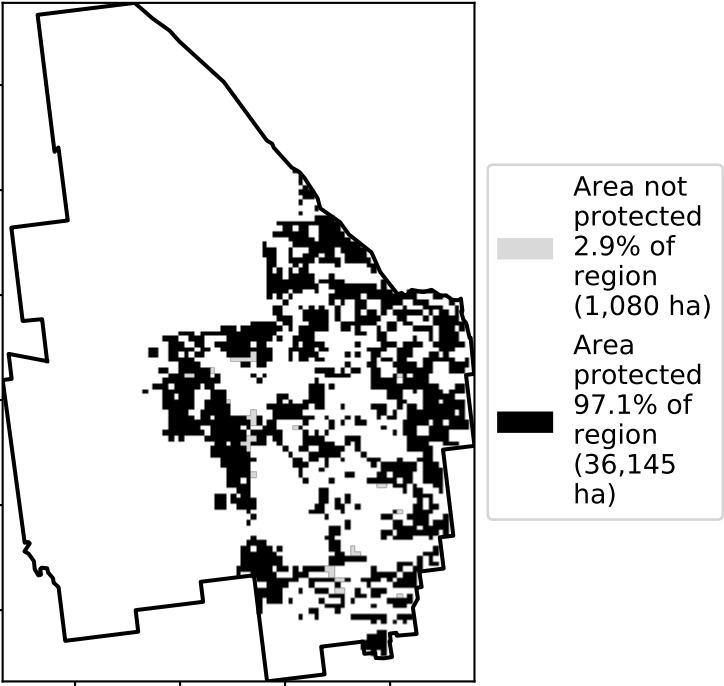 Area not
protected
2.9% of
region
(1,080 ha)
Area
protected
97.1% of
region
(36,145
ha)